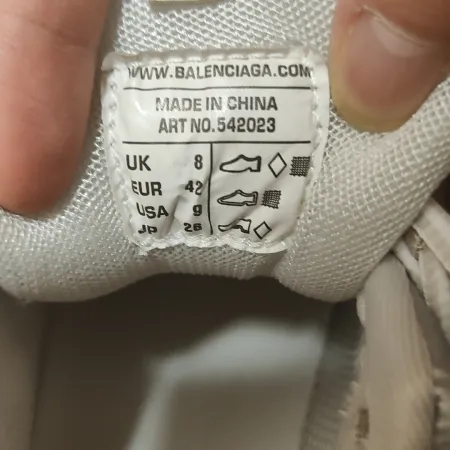 WWW.BALENCIAGA.COM
MADE IN CHINA
ART NO.542023
UK 8
EUR 42
USA 9
JP 26